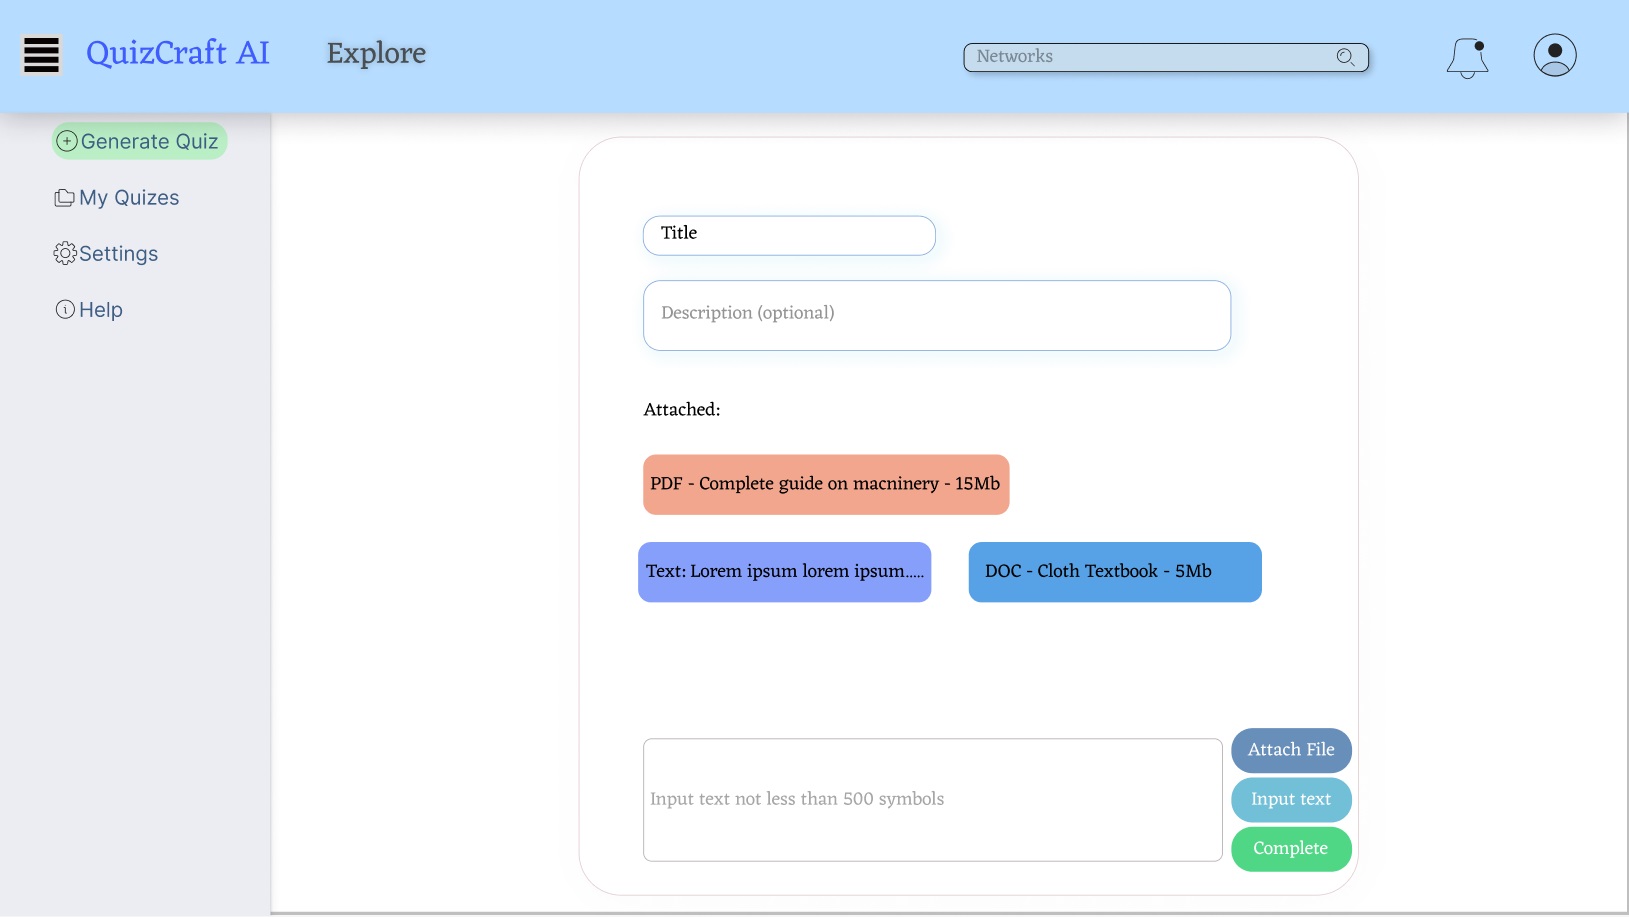 QuizCraft AI
Explore
Networks
Generate Quiz
My Quizes
Settings
Help
Title
Description (optional)
Attached:
PDF - Complete guide on macninery - 15Mb
Text: Lorem ipsum lorem ipsum.....
DOC - Cloth Textbook - 5Mb
Input text not less than 500 symbols
Attach File
Input text
Complete